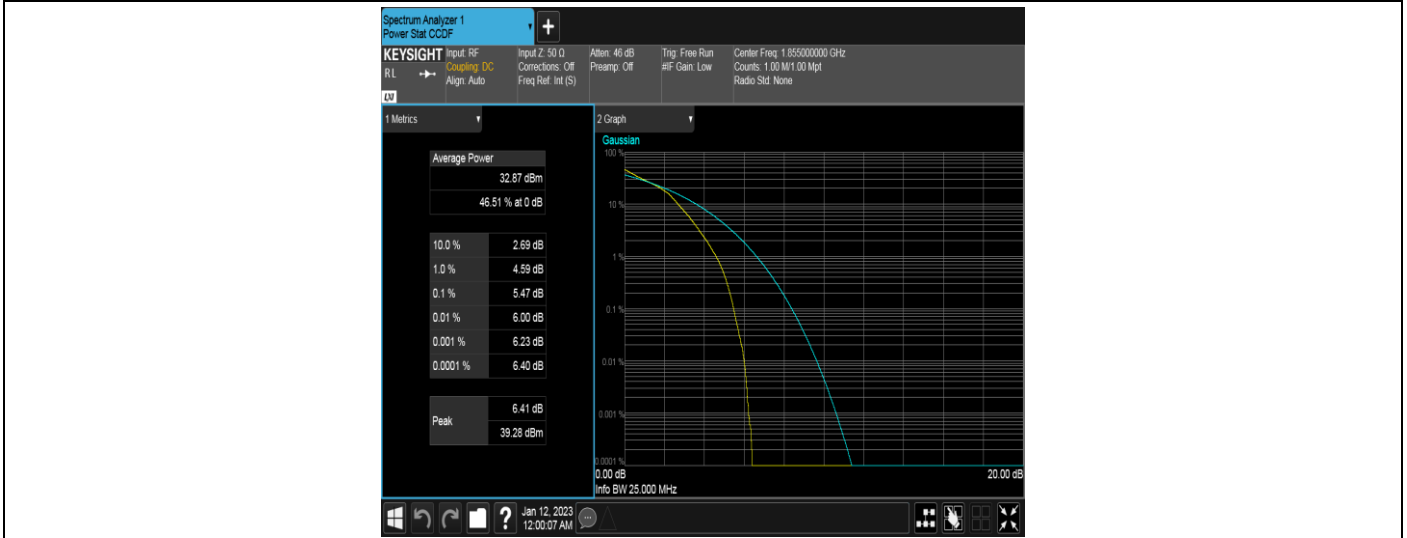 Spectrum Analyzer 1
Power Stat CCDF
+
KEYSIGHT
RL
LXI
Input: RF
Coupling: DC
Align: Auto
Input Z: 50 Ω
Corrections: Off
Freq Ref: Int (S)
Atten: 46 dB
Preamp: Off
Trig: Free Run
#IF Gain: Low
Center Freq: 1.855000000 GHz
Counts: 1.00 M/1.00 Mpt
Radio Std: None
1 Metrics
Average Power
32.87 dBm
46.51 % at 0 dB
10.0 % 2.69 dB
1.0 % 4.59 dB
0.1 % 5.47 dB
0.01 % 6.00 dB
0.001 % 6.23 dB
0.0001 % 6.40 dB
Peak
6.41 dB
39.28 dBm
2 Graph
Gaussian
100 %
10 %
1 %
0.1 %
0.01 %
0.001 %
0.0001 %
0.00 dB 20.00 dB
Info BW 25.000 MHz
?
Jan 12, 2023
12:00:07 AM